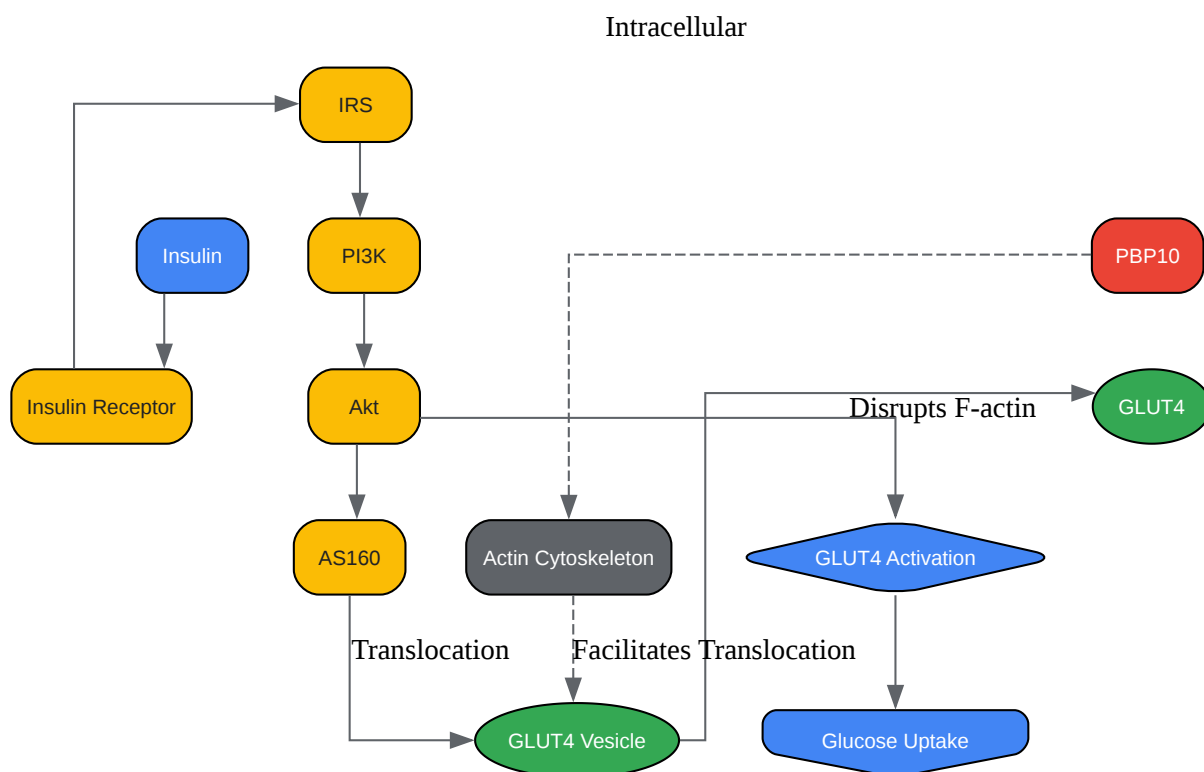 Intracellular
IRS
Insulin
PI3K
PBP10
Insulin Receptor
Akt
Disrupts F-actin
GLUT4
AS160
Actin Cytoskeleton
GLUT4 Activation
Translocation
Facilitates Translocation
GLUT4 Vesicle
Glucose Uptake